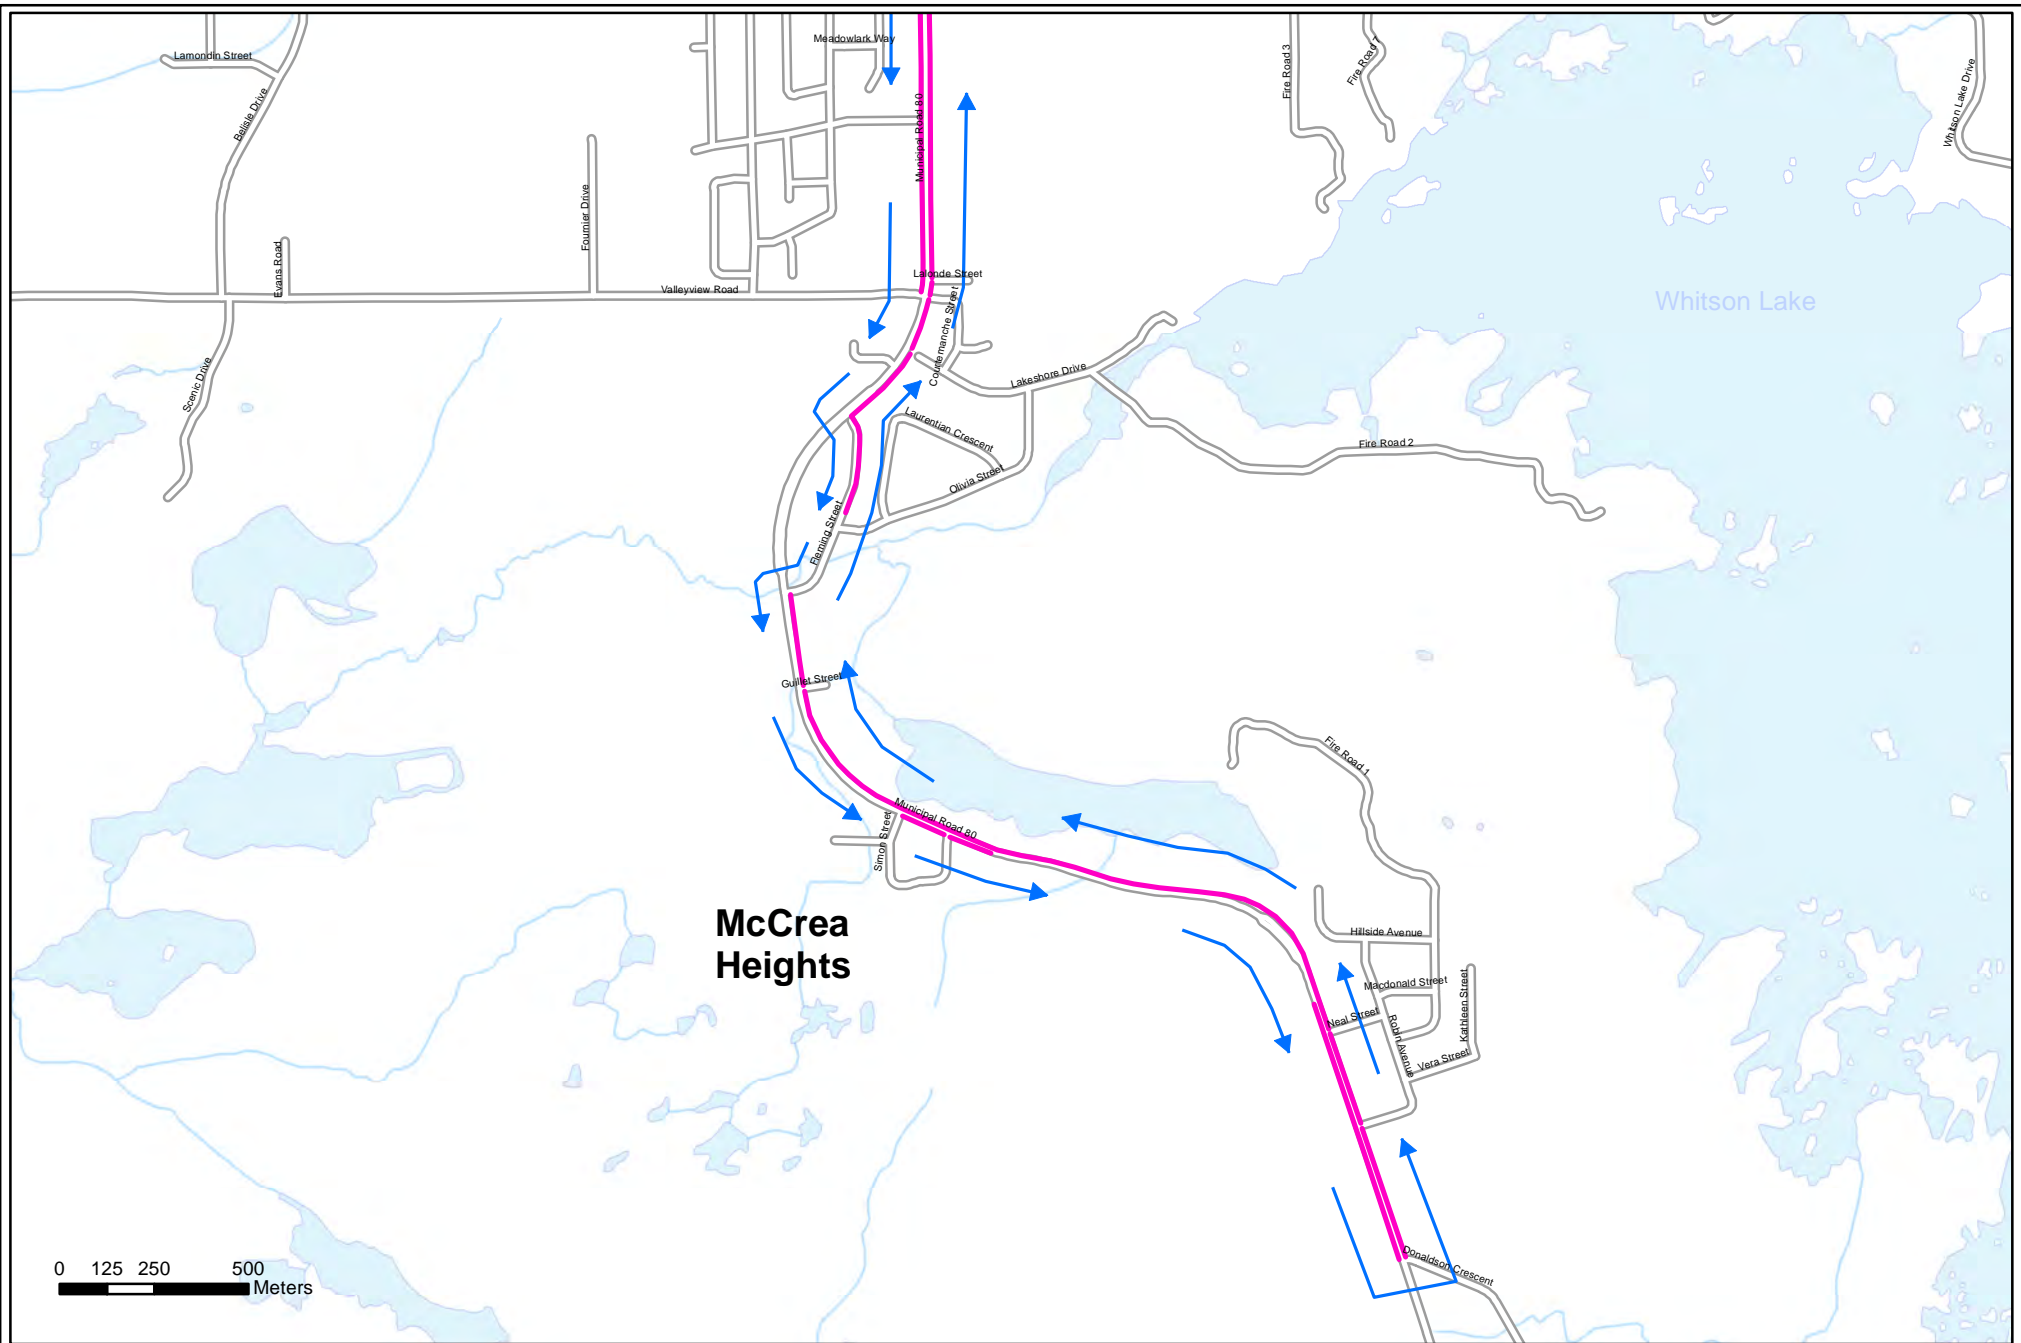 Meadowlark Way
Lamondin Street
Belisle Drive
Municipal Road 80
Fire Road 3
Fire Road 7
Whitson Lake Drive
Fournier Drive
Evans Road
Lalonde Street
Valleyview Road
Whitson Lake
Courtemanche Street
Scenic Drive
Lakeshore Drive
Laurentian Crescent
Fire Road 2
Olivia Street
Fleming Street
Guillet Street
Fire Road 1
Municipal Road 80
Simon Street
McCrea
Heights
Hillside Avenue
Macdonald Street
Kathleen Street
Neal Street
Robin Avenue
Vera Street
Donaldson Crescent
0 125 250 500
Meters